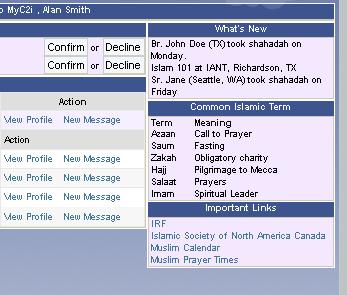 o MyC2i , Alan Smith
Confirm or Decline
Confirm or Decline
Action
View Profile View Message
Action
View Profile New Message
View Profile New Message
View Profile New Message
View Profile New Message
What's New
Br. John Doe (TX) took shahadah on
Monday.
Islam 101 at IANT, Richardson, TX
Sr. Jane (Seattle, WA) took shahadah on
Friday
Common Islamic Term
Term Meaning
Azaan Call to Prayer
Saum Fasting
Zakah Obligatory charity
Hajj Pilgrimage to Mecca
Salaat Prayers
Imam Spiritual Leader
Important Links
IRF
Islamic Society of North America Canada
Muslim Calendar
Muslim Prayer Times